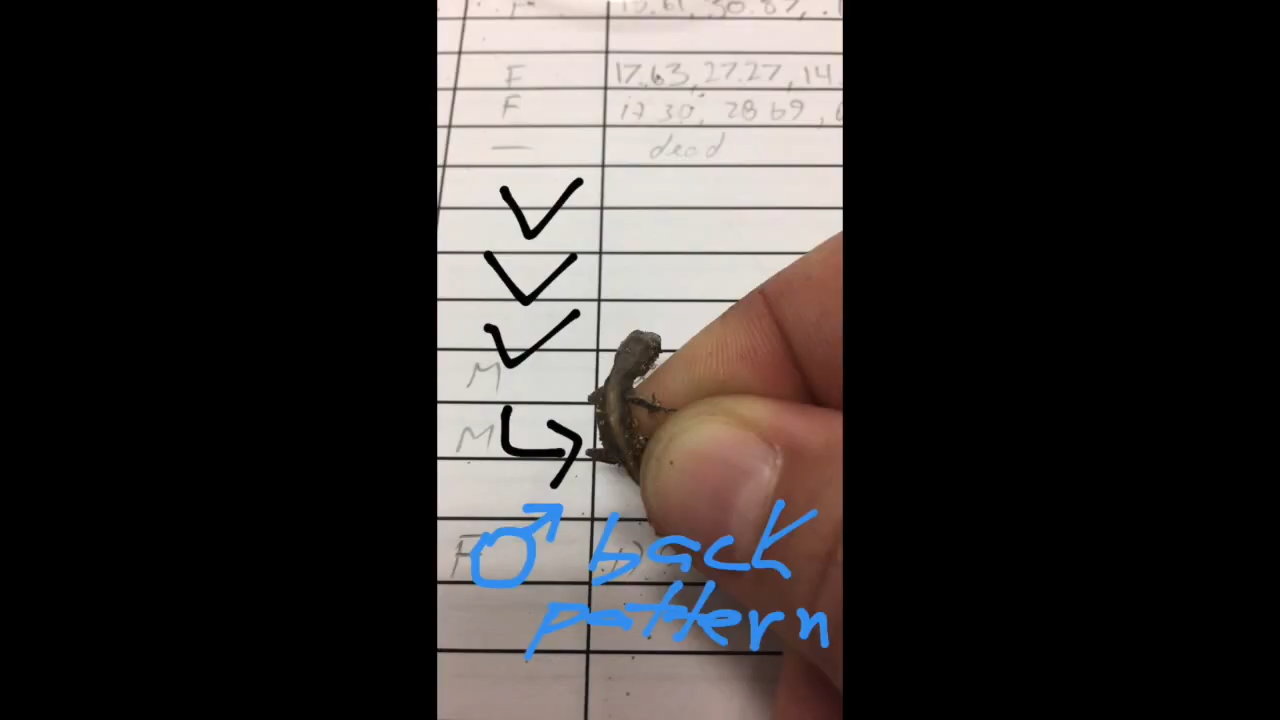 F
F 17.63, 27.27, 14.
F 17 30, 28 69,
— dead
M
M
F
♂ back
pattern